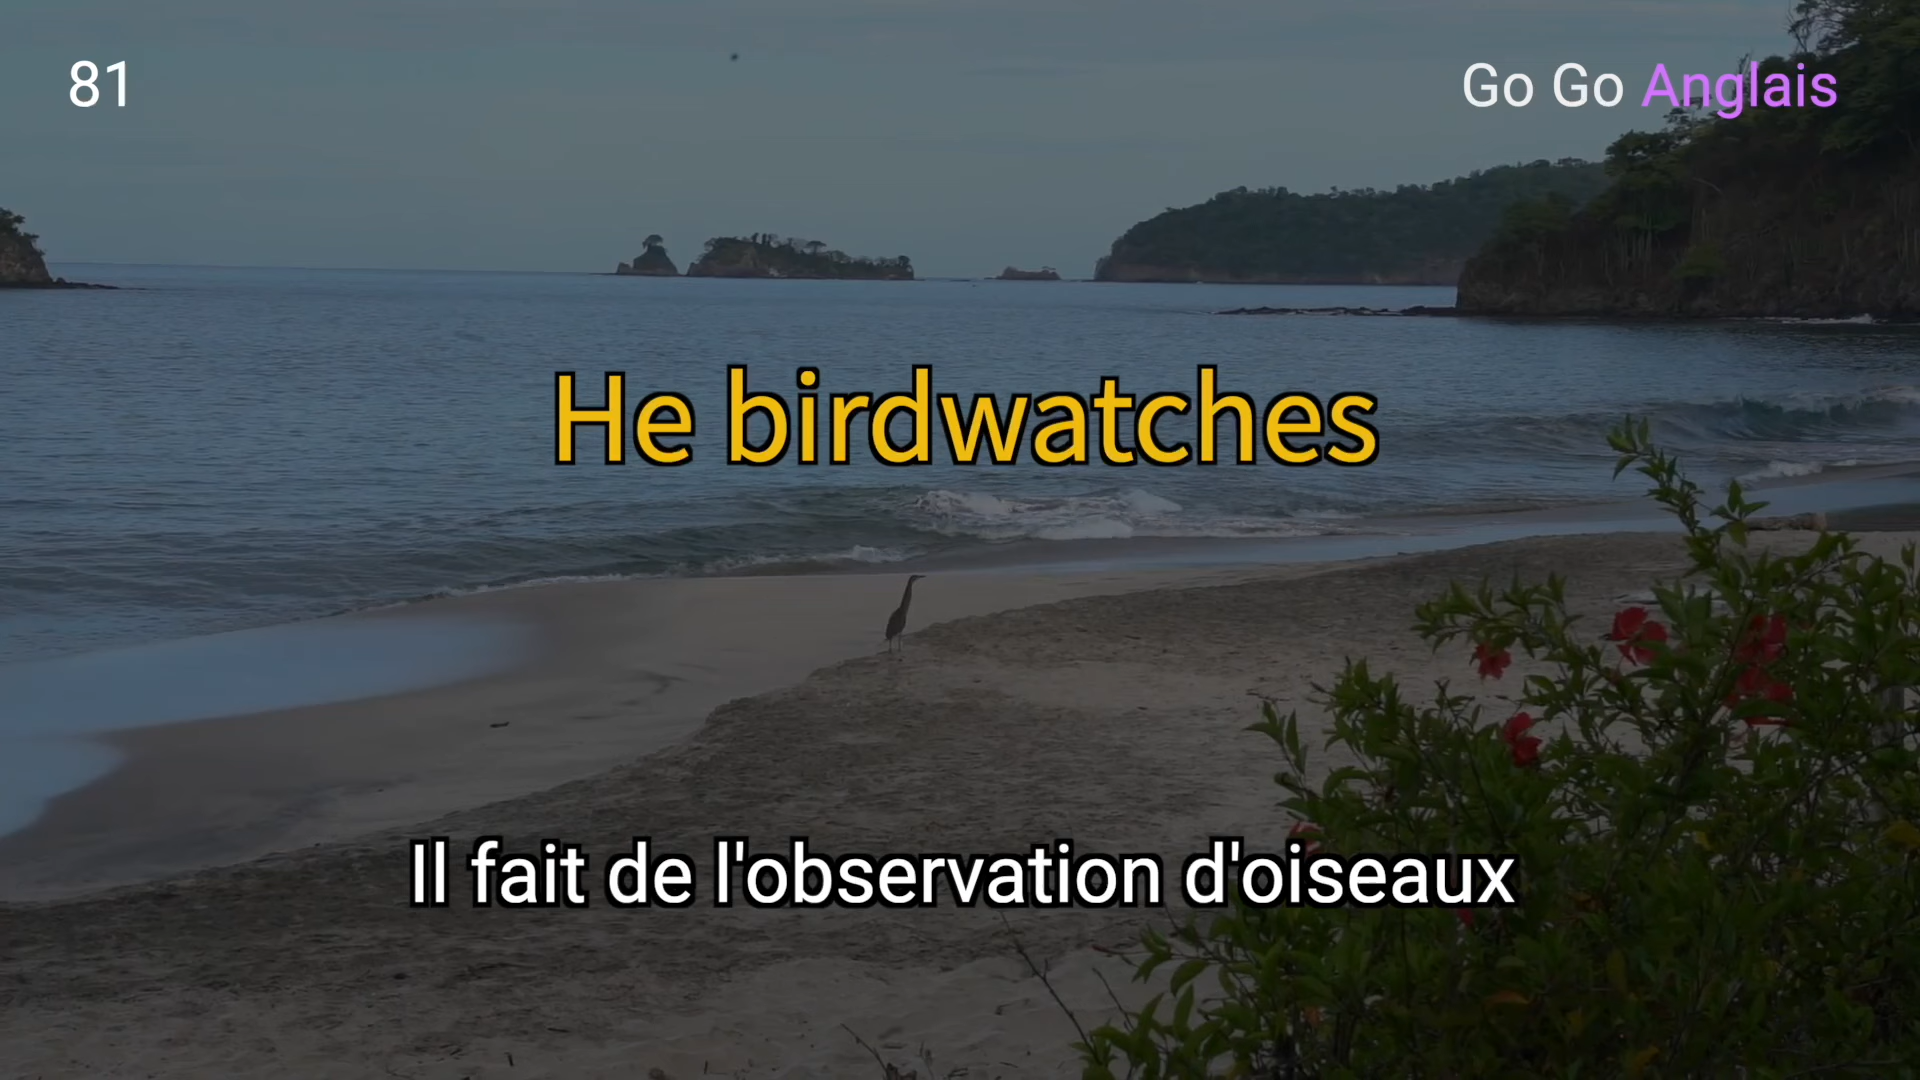 81
Go Go Anglais
He birdwatches
Il fait de l'observation d'oiseaux